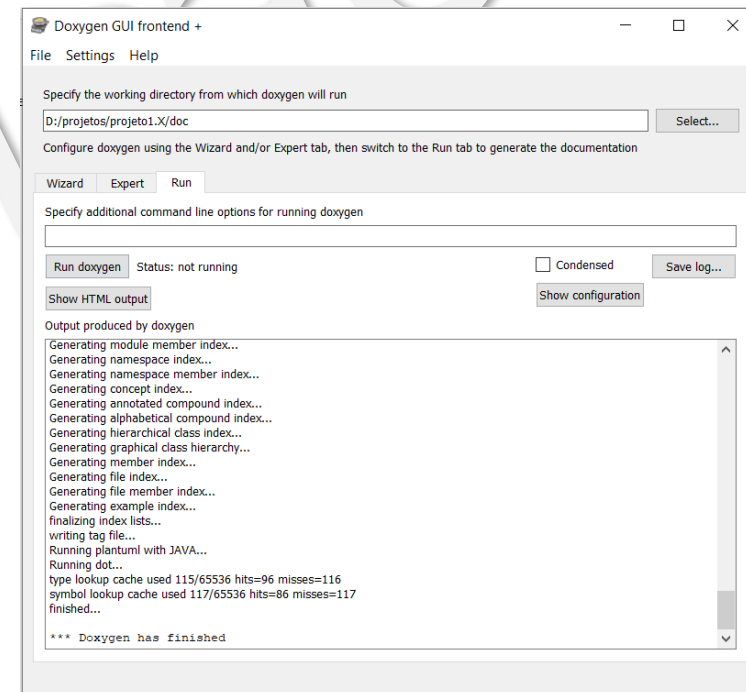 Doxygen GUI frontend +
File Settings Help
Specify the working directory from which doxygen will run
D:/projetos/projeto1.X/doc
Select...
Configure doxygen using the Wizard and/or Expert tab, then switch to the Run tab to generate the documentation
Wizard Expert Run
Specify additional command line options for running doxygen
Run doxygen Status: not running Condensed Save log...
Show HTML output Show configuration
Output produced by doxygen
Generating module member index...
Generating namespace index...
Generating namespace member index...
Generating concept index...
Generating annotated compound index...
Generating alphabetical compound index...
Generating hierarchical class index...
Generating graphical class hierarchy...
Generating member index...
Generating file index...
Generating file member index...
Generating example index...
finalizing index lists...
writing tag file...
Running plantuml with JAVA...
Running dot...
type lookup cache used 115/65536 hits=96 misses=116
symbol lookup cache used 117/65536 hits=86 misses=117
finished...
*** Doxygen has finished